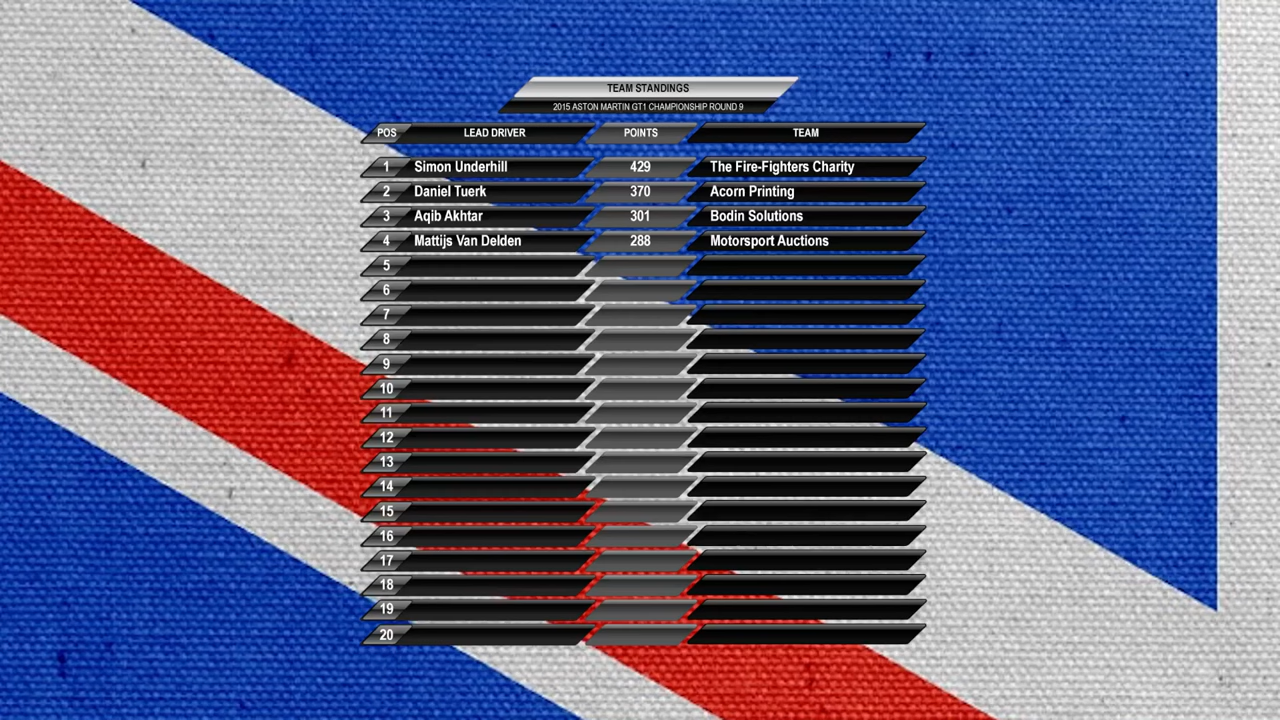 TEAM STANDINGS
2015 ASTON MARTIN GT1 CHAMPIONSHIP ROUND 9
POS LEAD DRIVER POINTS TEAM
1 Simon Underhill 429 The Fire-Fighters Charity
2 Daniel Tuerk 370 Acorn Printing
3 Aqib Akhtar 301 Bodin Solutions
4 Mattijs Van Delden 288 Motorsport Auctions
5
6
7
8
9
10
11
12
13
14
15
16
17
18
19
20